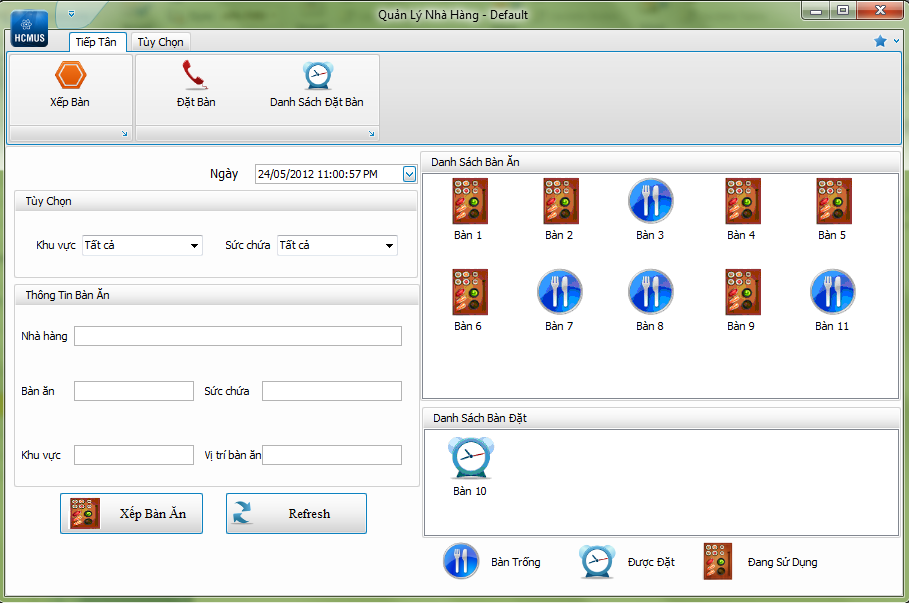 Quản Lý Nhà Hàng - Default
HCMUS
Tiếp Tân
Tùy Chọn
Xếp Bàn
Đặt Bàn
Danh Sách Đặt Bàn
Ngày
24/05/2012 11:00:57 PM
Tùy Chọn
Khu vực
Tất cả
Sức chứa
Tất cả
Thông Tin Bàn Ăn
Nhà hàng
Bàn ăn
Sức chứa
Khu vực
Vị trí bàn ăn
Xếp Bàn Ăn
Refresh
Danh Sách Bàn Ăn
Bàn 1
Bàn 2
Bàn 3
Bàn 4
Bàn 5
Bàn 6
Bàn 7
Bàn 8
Bàn 9
Bàn 11
Danh Sách Bàn Đặt
Bàn 10
Bàn Trống
Được Đặt
Đang Sử Dụng